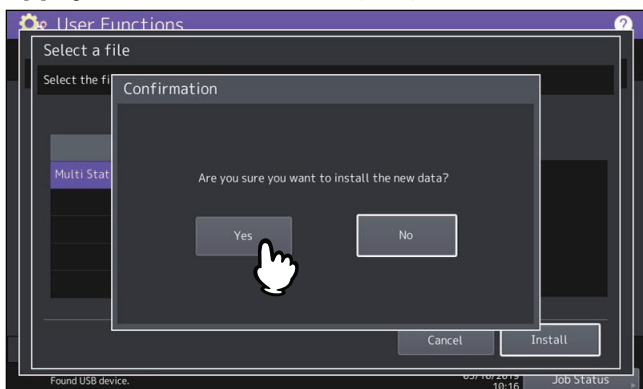 User Functions
?
Select a file
Select the fi
Confirmation
Multi Stat
Are you sure you want to install the new data?
Yes
No
Cancel
Install
Found USB device.
10:16
Job Status